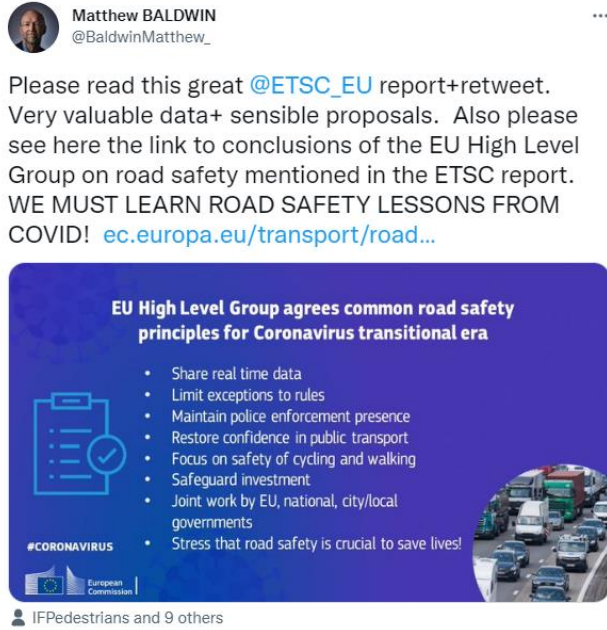 Matthew BALDWIN
@BaldwinMatthew_
Please read this great @ETSC_EU report+retweet.
Very valuable data+ sensible proposals. Also please
see here the link to conclusions of the EU High Level
Group on road safety mentioned in the ETSC report.
WE MUST LEARN ROAD SAFETY LESSONS FROM
COVID! ec.europa.eu/transport/road...
EU High Level Group agrees common road safety
principles for Coronavirus transitional era
• Share real time data
• Limit exceptions to rules
• Maintain police enforcement presence
• Restore confidence in public transport
• Focus on safety of cycling and walking
• Safeguard investment
• Joint work by EU, national, city/local
governments
• Stress that road safety is crucial to save lives!
#CORONAVIRUS
European
Commission
IFPedestrians and 9 others